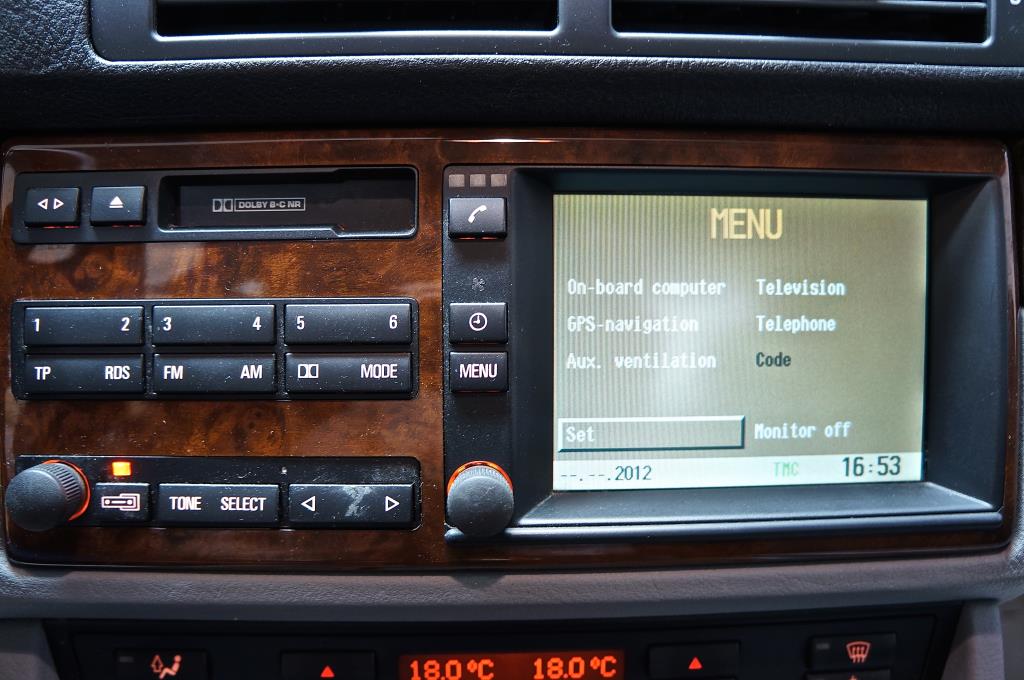 DOLBY B-C NR
1 2 3 4 5 6
TP RDS FM AM MODE
TONE SELECT
MENU
MENU
On-board computer Television
GPS-navigation Telephone
Aux. ventilation Code
Set Monitor off
--.--.2012 TMC 16:53
18.0°C 18.0°C